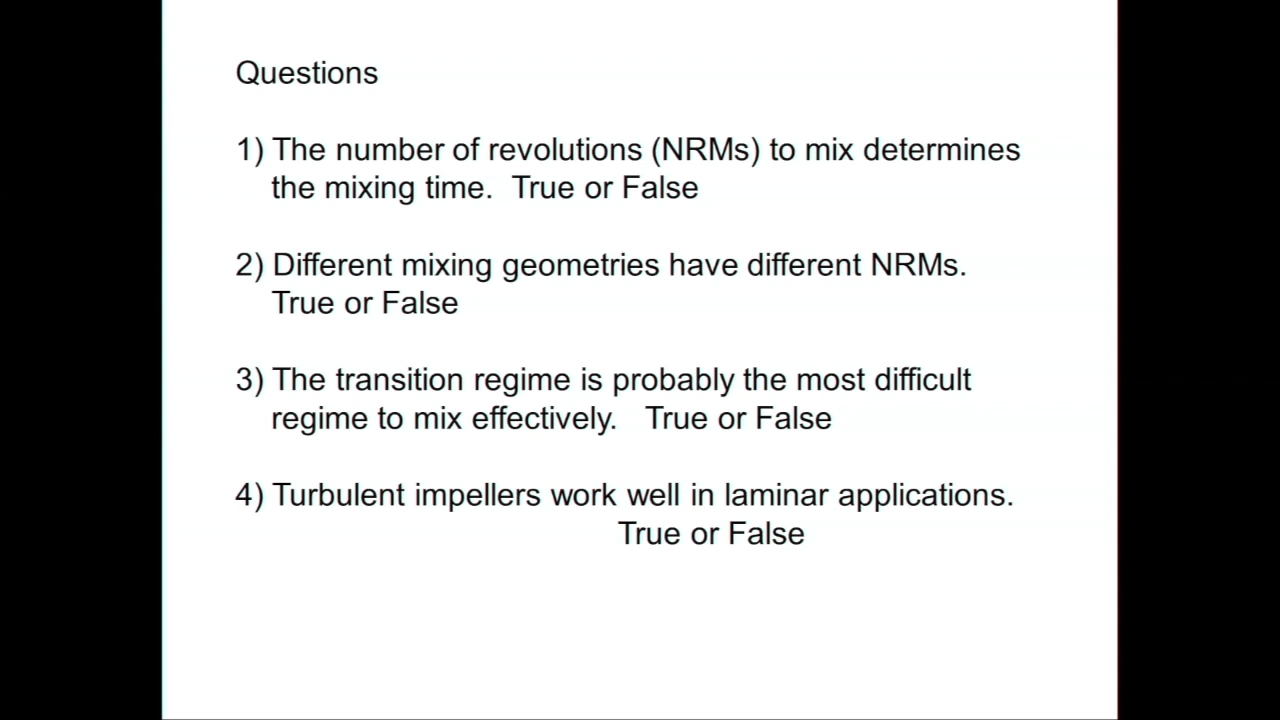 Questions
1) The number of revolutions (NRMs) to mix determines
the mixing time. True or False
2) Different mixing geometries have different NRMs.
True or False
3) The transition regime is probably the most difficult
regime to mix effectively. True or False
4) Turbulent impellers work well in laminar applications.
True or False